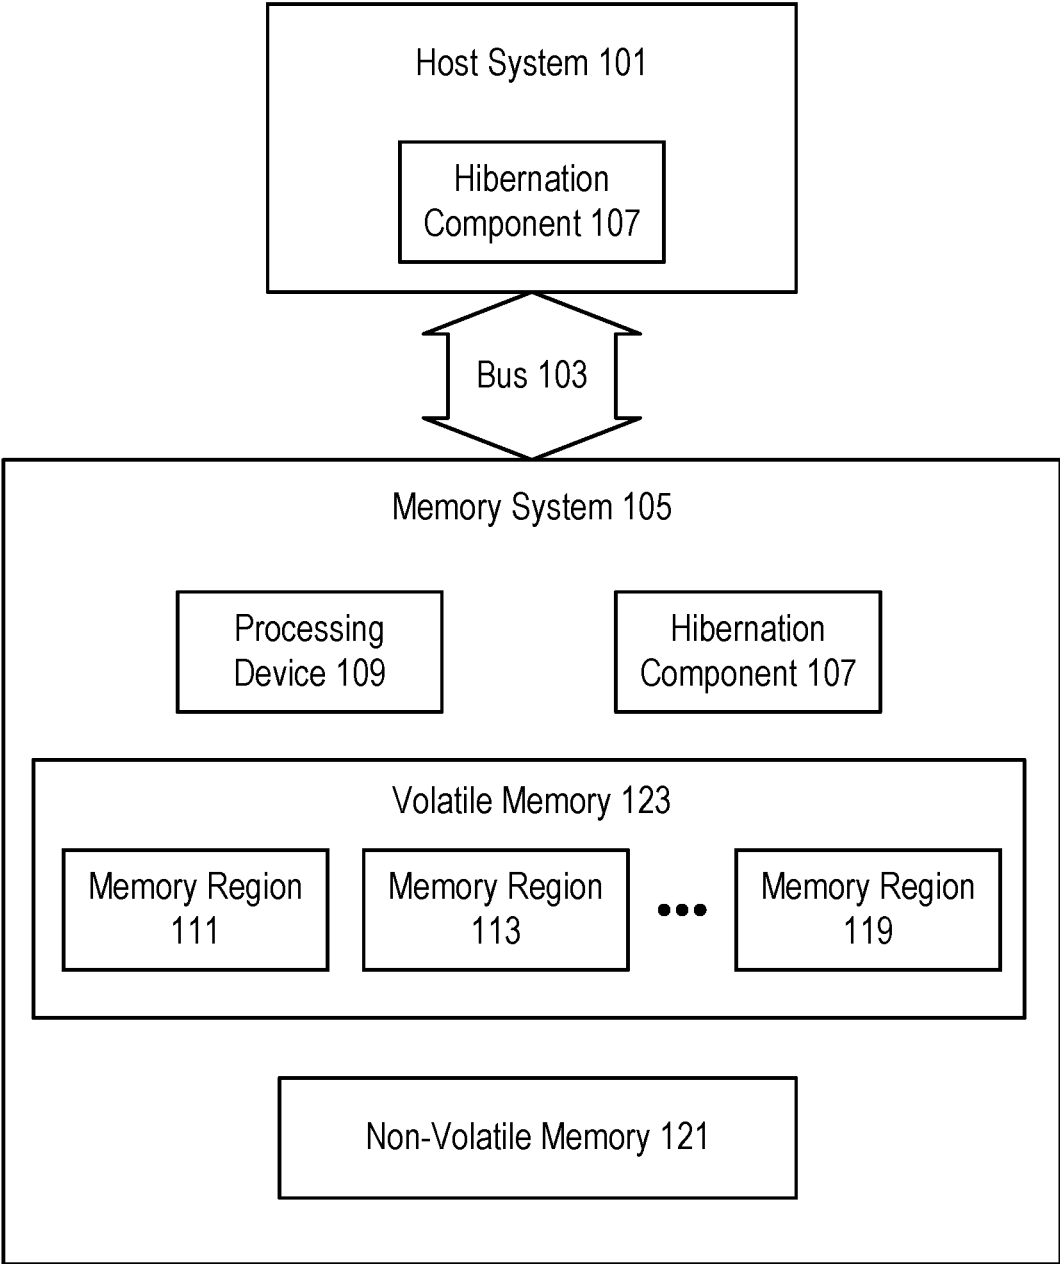 Host System 101
Hibernation
Component 107
Bus 103
Memory System 105
Processing
Device 109
Hibernation
Component 107
Volatile Memory 123
Memory Region
111
Memory Region
113
•••
Memory Region
119
Non-Volatile Memory 121